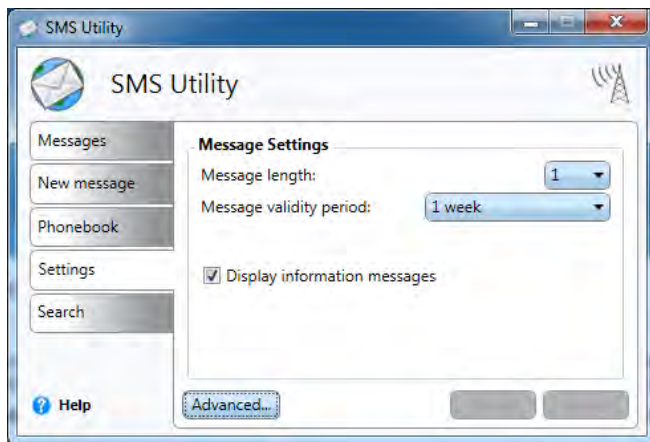 SMS Utility
SMS Utility
Messages
New message
Phonebook
Settings
Search
Help
Message Settings
Message length: 1
Message validity period: 1 week
Display information messages
Advanced...